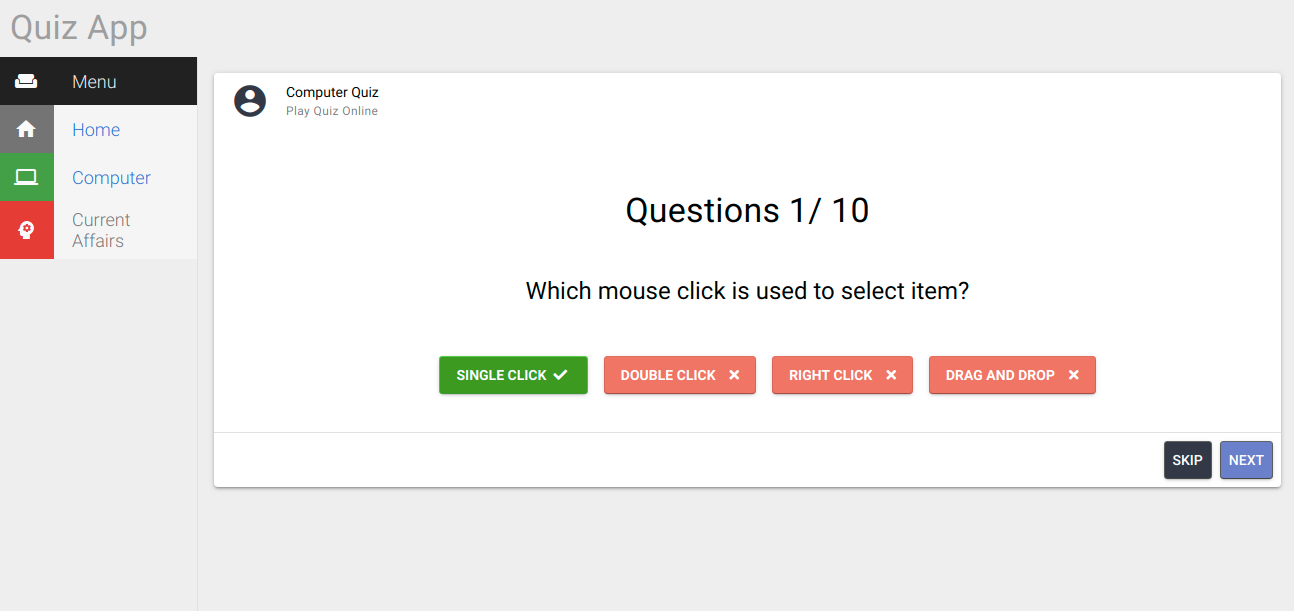 Quiz App
Menu
Home
Computer
Current
Affairs
Computer Quiz
Play Quiz Online
Questions 1/ 10
Which mouse click is used to select item?
SINGLE CLICK
DOUBLE CLICK
RIGHT CLICK
DRAG AND DROP
SKIP
NEXT